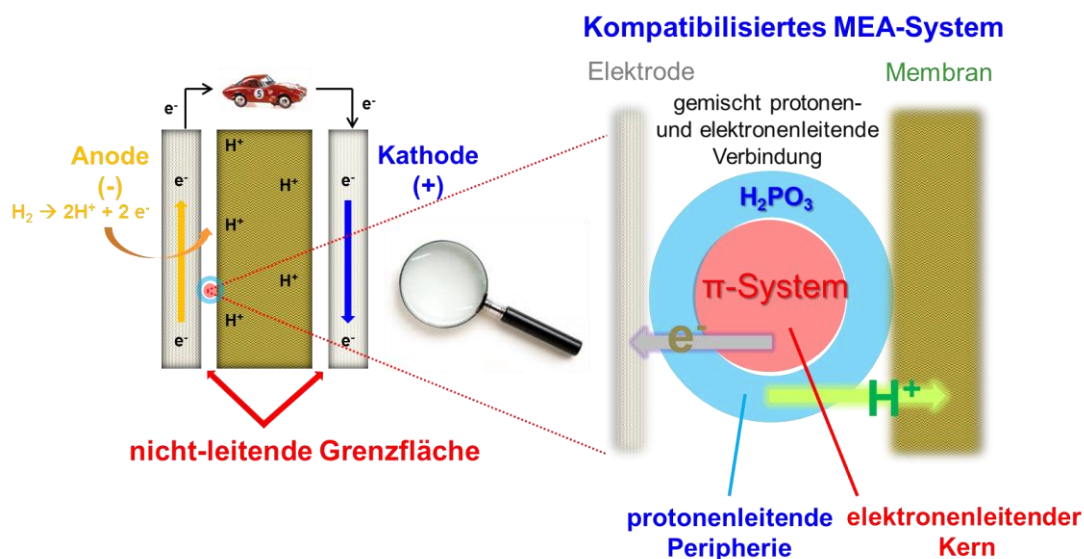 Kompatibilisiertes MEA-System
Elektrode
Membran
gemischt protonen-
und elektronenleitende
Verbindung
H₂PO₃
π-System
e⁻
H⁺
protonenleitende
Peripherie
elektronenleitender
Kern
e⁻
5
e⁻
Anode
(-)
H₂ → 2H⁺ + 2 e⁻
e⁻
e⁻
H⁺
H⁺
H⁺
H⁺
H⁺
Kathode
(+)
e⁻
e⁻
nicht-leitende Grenzfläche